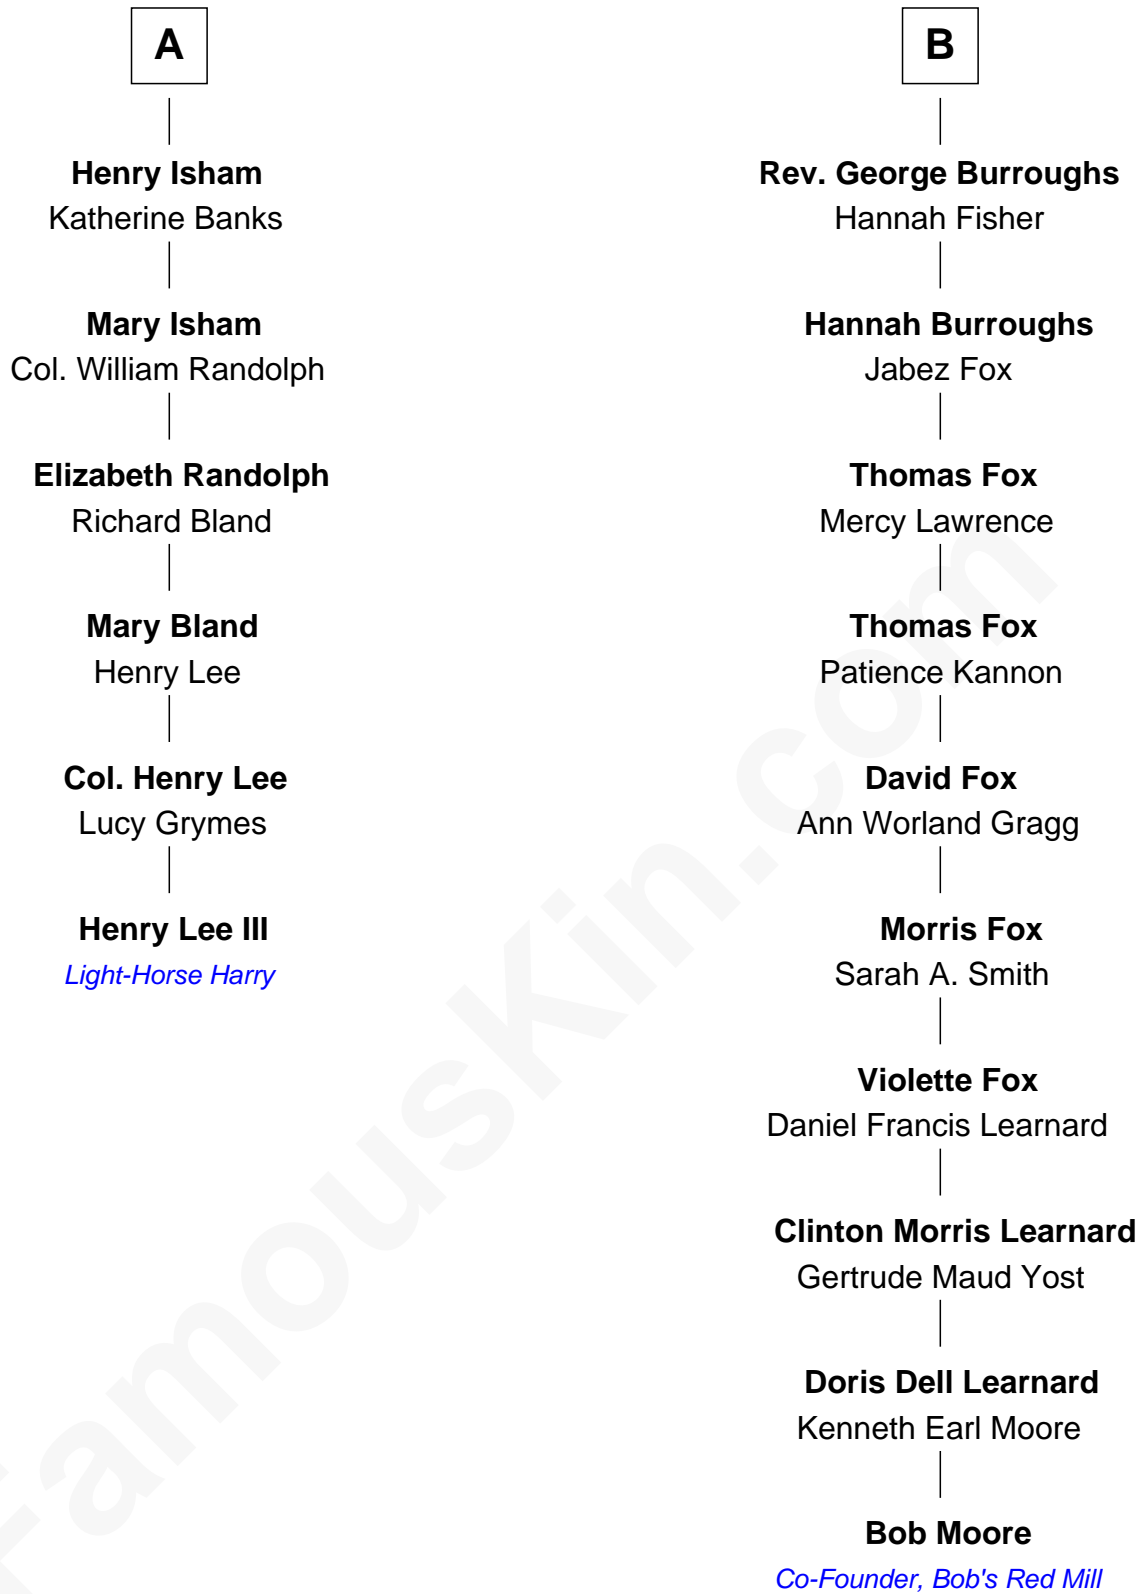 A
Henry Isham
Katherine Banks
Mary Isham
Col. William Randolph
Elizabeth Randolph
Richard Bland
Mary Bland
Henry Lee
Col. Henry Lee
Lucy Grymes
Henry Lee III
Light-Horse Harry
B
Rev. George Burroughs
Hannah Fisher
Hannah Burroughs
Jabez Fox
Thomas Fox
Mercy Lawrence
Thomas Fox
Patience Kannon
David Fox
Ann Worland Gragg
Morris Fox
Sarah A. Smith
Violette Fox
Daniel Francis Learnard
Clinton Morris Learnard
Gertrude Maud Yost
Doris Dell Learnard
Kenneth Earl Moore
Bob Moore
Co-Founder, Bob's Red Mill
FamousKin.com